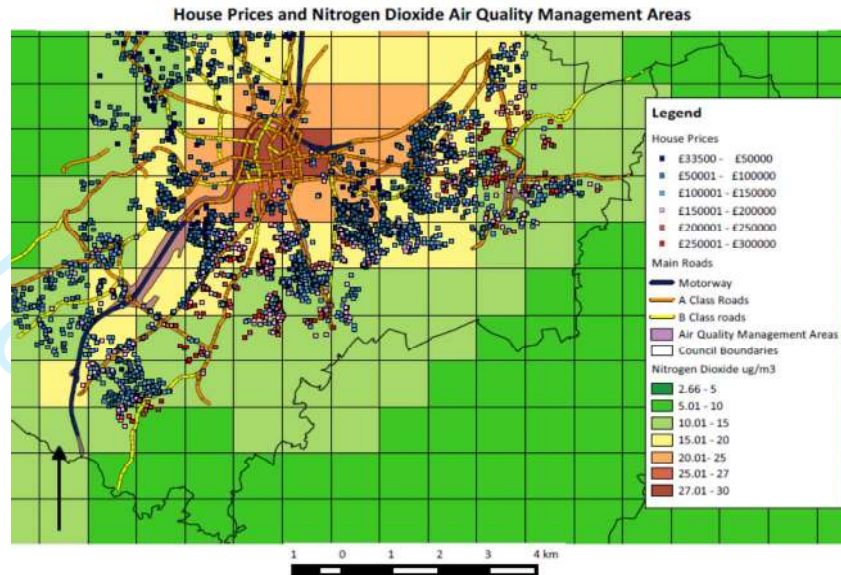 House Prices and Nitrogen Dioxide Air Quality Management Areas
Legend
House Prices
£33500 - £50000
£50001 - £100000
£100001 - £150000
£150001 - £200000
£200001 - £250000
£250001 - £300000
Main Roads
Motorway
A Class Roads
B Class roads
Air Quality Management Areas
Council Boundaries
Nitrogen Dioxide ug/m3
2.66 - 5
5.01 - 10
10.01 - 15
15.01 - 20
20.01- 25
25.01 - 27
27.01 - 30
1 0 1 2 3 4 km